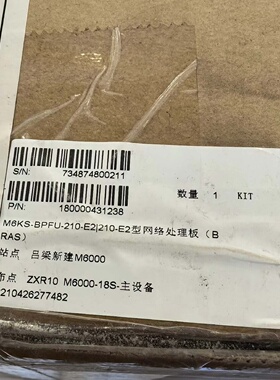 S/N: 734874800211
数量 1 KIT
P/N: 180000431238
M6KS-BPFU-210-E2|210-E2型网络处理板（B
RAS）
站点 吕梁新建M6000
布点 ZXR10 M6000-18S-主设备
210426277482